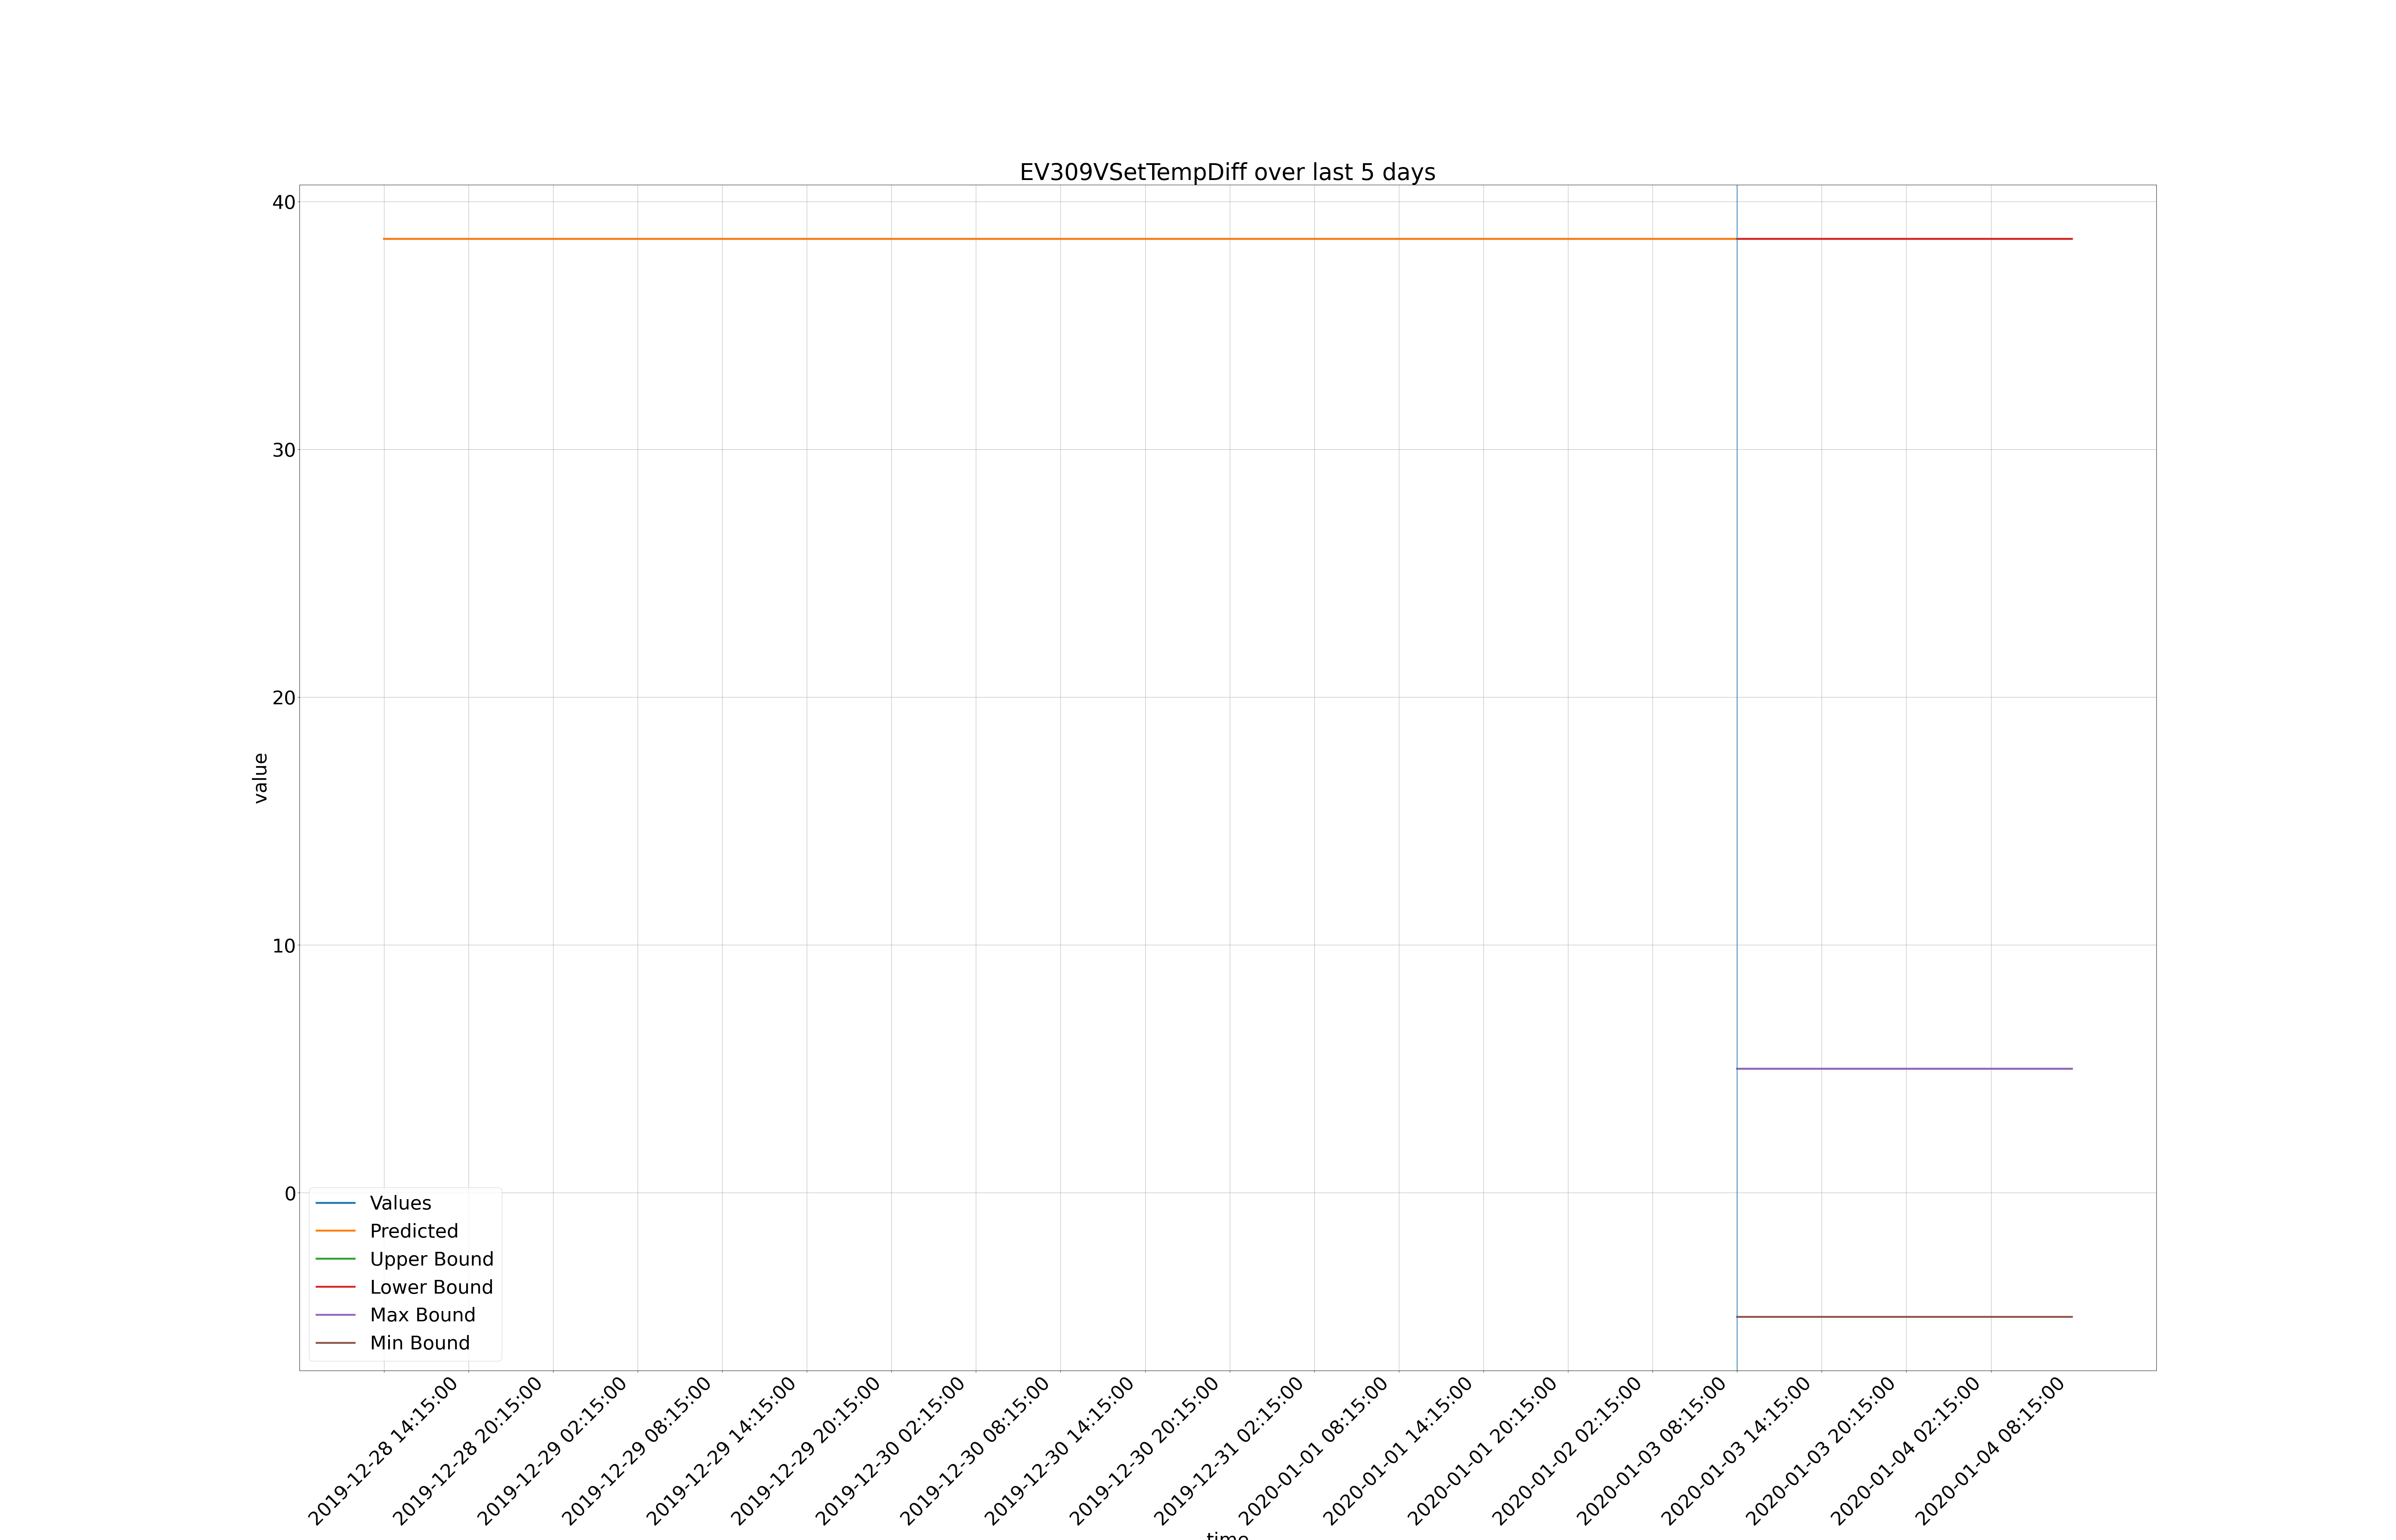 EV309VSetTempDiff over last 5 days
40
30
20
10
0
value
Values
Predicted
Upper Bound
Lower Bound
Max Bound
Min Bound
2019-12-28 14:15:00
2019-12-28 20:15:00
2019-12-29 02:15:00
2019-12-29 08:15:00
2019-12-29 14:15:00
2019-12-29 20:15:00
2019-12-30 02:15:00
2019-12-30 08:15:00
2019-12-30 14:15:00
2019-12-30 20:15:00
2019-12-31 02:15:00
2020-01-01 08:15:00
2020-01-01 14:15:00
2020-01-01 20:15:00
2020-01-02 02:15:00
2020-01-03 08:15:00
2020-01-03 14:15:00
2020-01-03 20:15:00
2020-01-04 02:15:00
2020-01-04 08:15:00
time